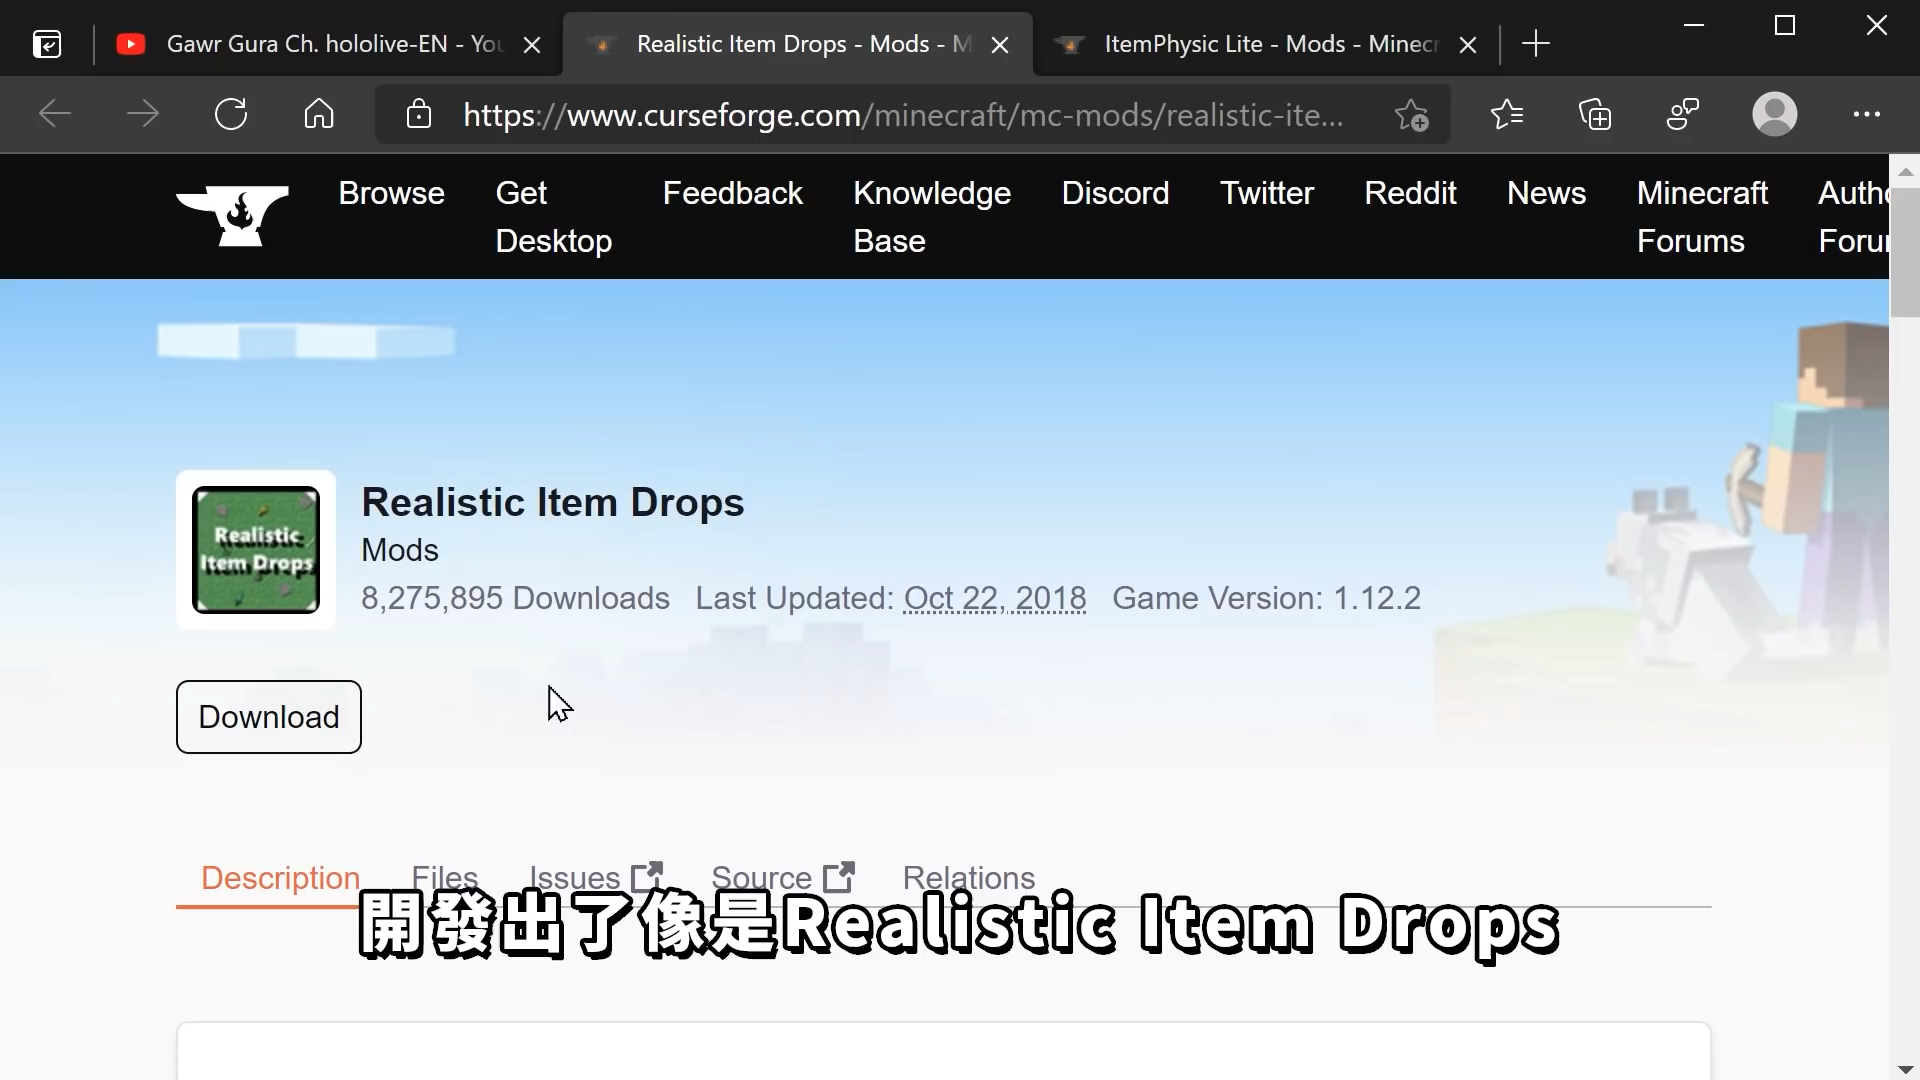 Gawr Gura Ch. hololive-EN - You
Realistic Item Drops - Mods - M
ItemPhysic Lite - Mods - Minecr
https://www.curseforge.com/minecraft/mc-mods/realistic-ite...
Browse
Get Desktop
Feedback
Knowledge Base
Discord
Twitter
Reddit
News
Minecraft Forums
Autho
Forur
Realistic
Item Drops
Realistic Item Drops
Mods
8,275,895 Downloads Last Updated: Oct 22, 2018 Game Version: 1.12.2
Download
Description Files Issues Source Relations
開發出了像是Realistic Item Drops